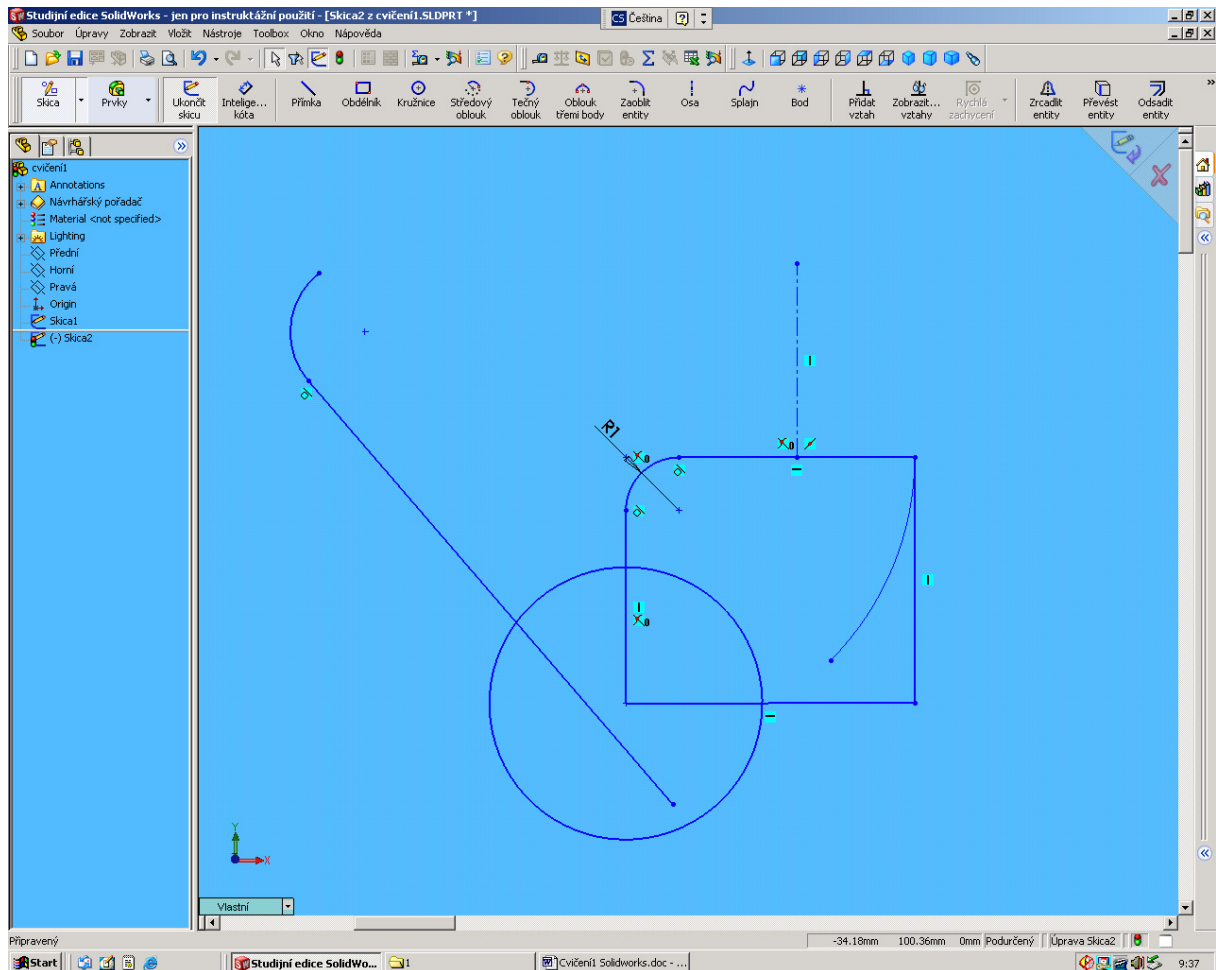 Studijní edice SolidWorks - jen pro instruktážní použití - [Skica2 z cvičení1.SLDPRT *]
CS Čeština
Soubor Úpravy Zobrazit Vložit Nástroje Toolbox Okno Nápověda
Skica
Prvky
Ukončit skicu
Intelige... kóta
Přímka
Obdélník
Kružnice
Středový oblouk
Tečný oblouk
Oblouk třemi body
Zaoblit entity
Osa
Splajn
Bod
Přidat vztah
Zobrazit... vztahy
Rychlá zachycení
Zrcadlit entity
Převést entity
Odsadit entity
cvičení1
Annotations
Návrhářský pořadač
Material <not specified>
Lighting
Přední
Horní
Pravá
Origin
Skica1
(-) Skica2
R1
Y
X
Vlastní
Připravený
-34.18mm 100.36mm 0mm Podurčený Úprava Skica2
Start
Studijní edice SolidWo...
1
Cvičení1 Solidworks.doc - ...
9:37